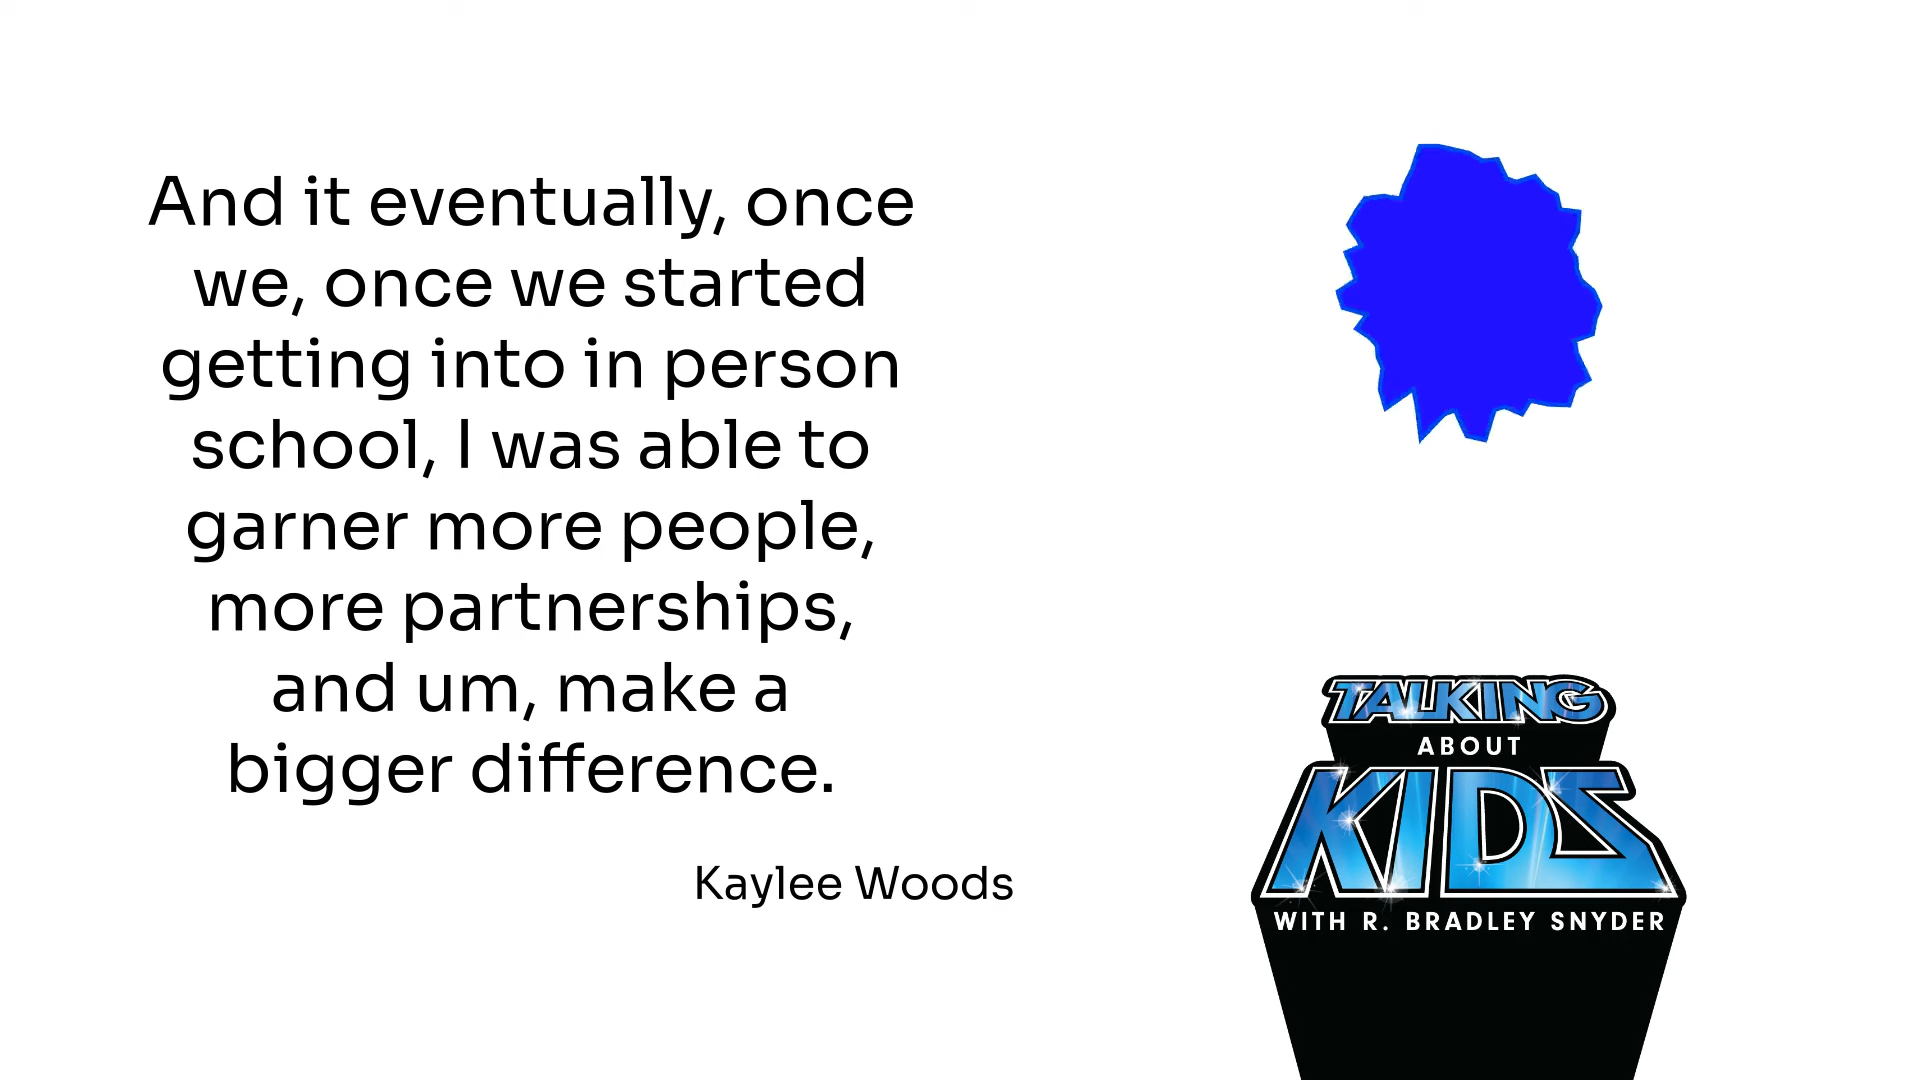 And it eventually, once
we, once we started
getting into in person
school, I was able to
garner more people,
more partnerships,
and um, make a
bigger difference.
Kaylee Woods
TALKING
ABOUT
KIDS
WITH R. BRADLEY SNYDER